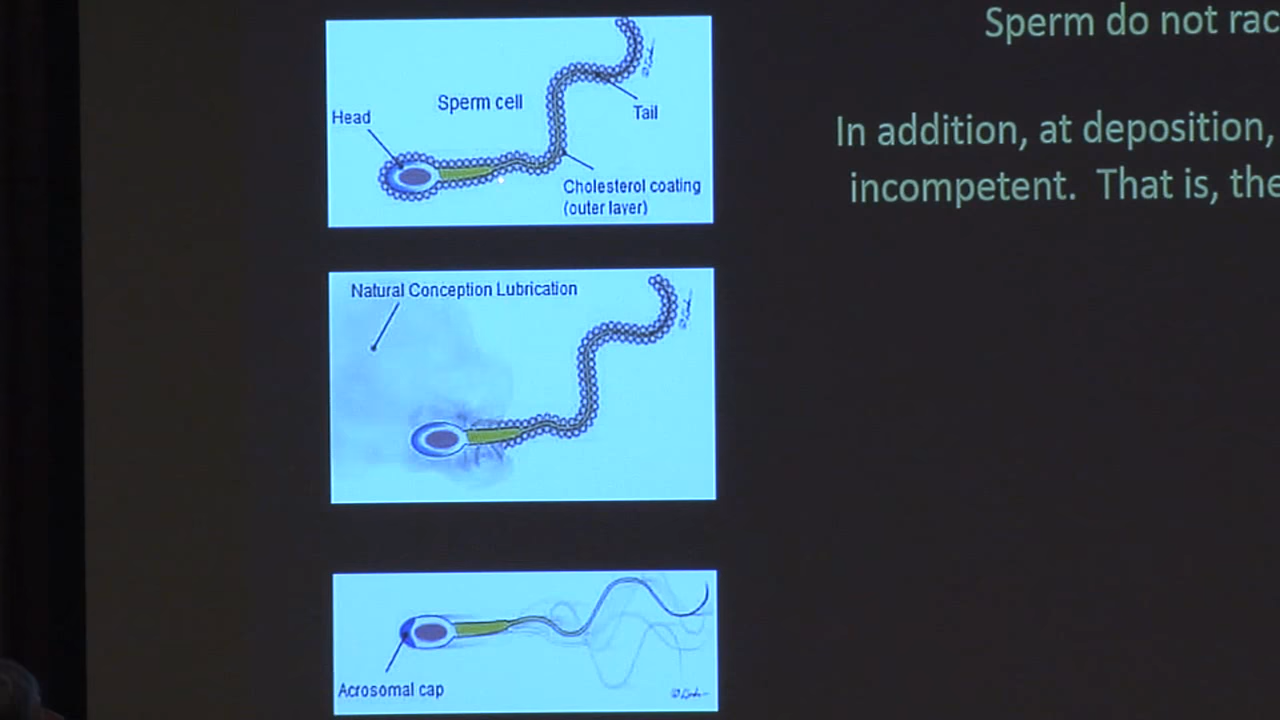 Sperm do not rac
In addition, at deposition,
incompetent. That is, the
Sperm cell
Head
Tail
Cholesterol coating
(outer layer)
Natural Conception Lubrication
Acrosomal cap